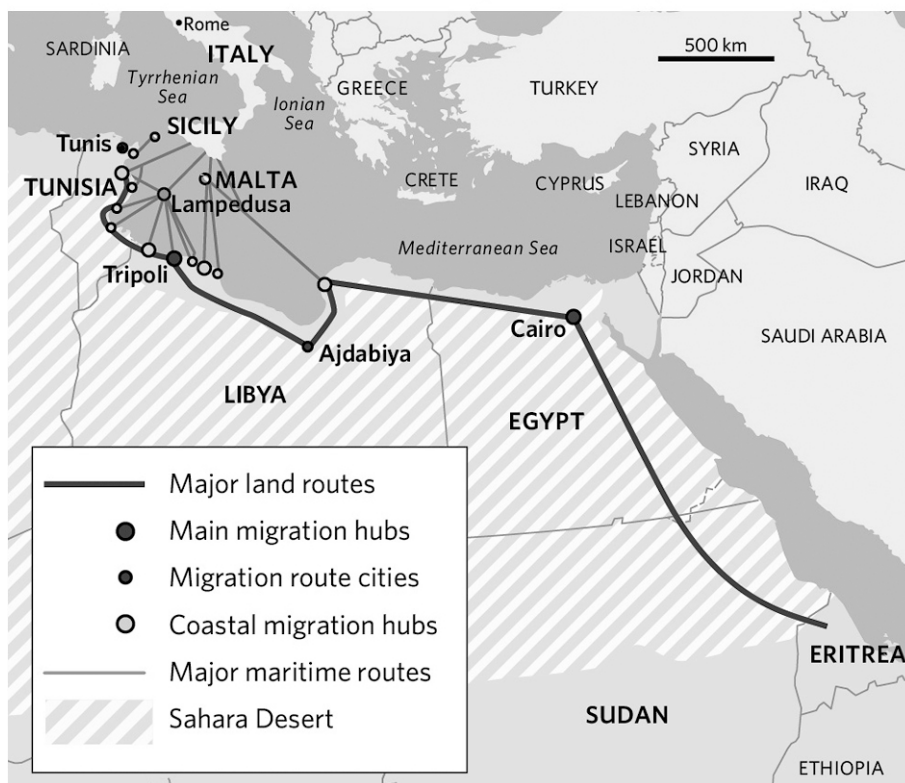 Rome
SARDINIA
ITALY
500 km
Tyrrhenian
Sea
Ionian
Sea
GREECE
TURKEY
SICILY
Tunis
SYRIA
TUNISIA
MALTA
CRETE
CYPRUS
IRAQ
Lampedusa
LEBANON
Mediterranean Sea
ISRAEL
Tripoli
JORDAN
Cairo
SAUDI ARABIA
Ajdabiya
LIBYA
EGYPT
Major land routes
Main migration hubs
Migration route cities
Coastal migration hubs
Major maritime routes
Sahara Desert
ERITREA
SUDAN
ETHIOPIA